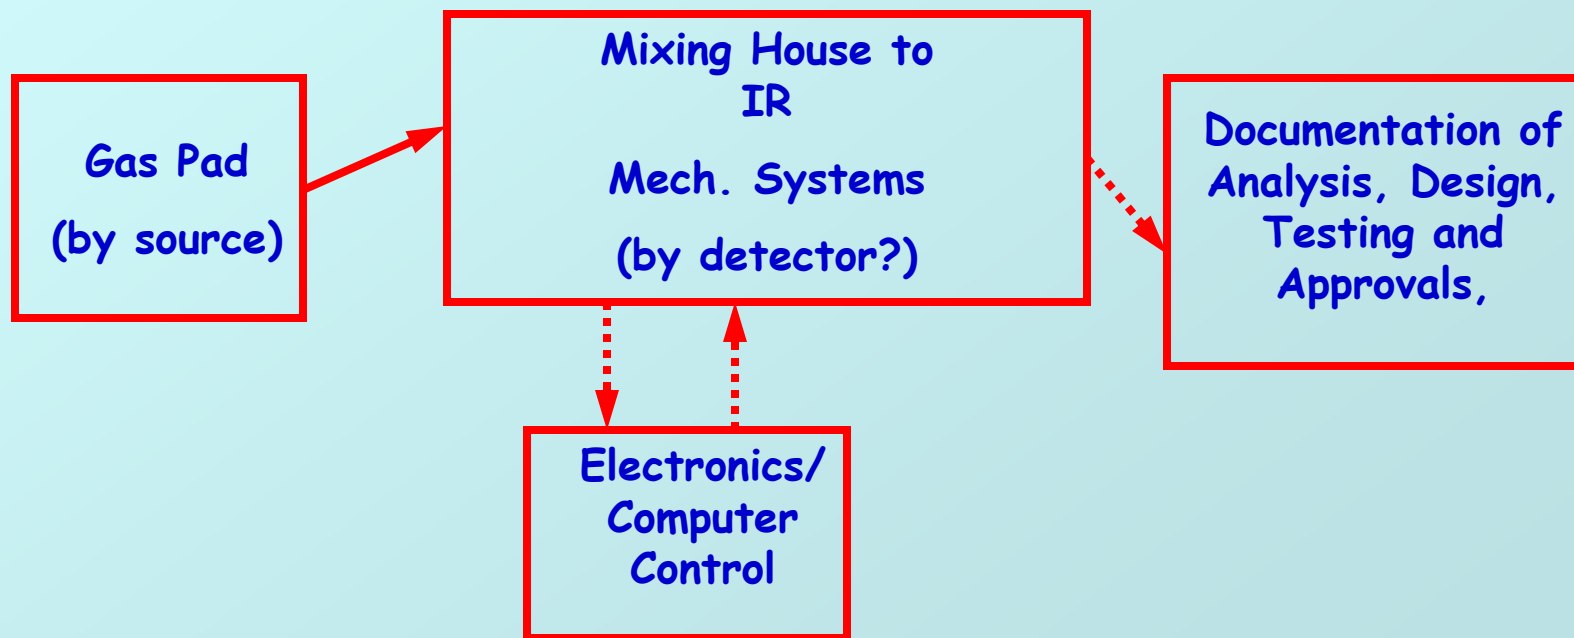 Gas Pad
(by source)
Mixing House to
IR
Mech. Systems
(by detector?)
Documentation of
Analysis, Design,
Testing and
Approvals,
Electronics/
Computer
Control